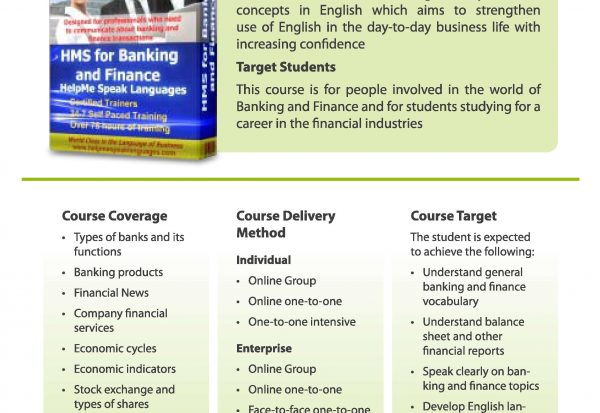 concepts in English which aims to strengthen
use of English in the day-to-day business life with
increasing confidence
Target Students
This course is for people involved in the world of
Banking and Finance and for students studying for a
career in the financial industries
Designed for professionals who need
to communicate about banking and
finance transactions
HMS for Banking
and Finance
HelpMe Speak Languages
Certified Trainers
24-7 Self Paced Training
Over 75 hours of training
World Class in the Language of Business
www.helpmespeaklanguages.com
HMS for Bank
and Finance
Course Coverage
• Types of banks and its
functions
• Banking products
• Financial News
• Company financial
services
• Economic cycles
• Economic indicators
• Stock exchange and
types of shares
Course Delivery
Method
Individual
• Online Group
• Online one-to-one
• One-to-one intensive
Enterprise
• Online Group
• Online one-to-one
• Face-to-face one-to-one
Course Target
The student is expected
to achieve the following:
• Understand general
banking and finance
vocabulary
• Understand balance
sheet and other
financial reports
• Speak clearly on ban-
king and finance topics
• Develop English lan-